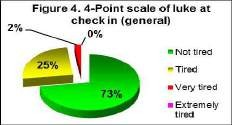 Figure 4. 4-Point scale of luke at
check in (general)
2%
0%
25%
73%
Not tired
Tired
Very tired
Extremely
tired